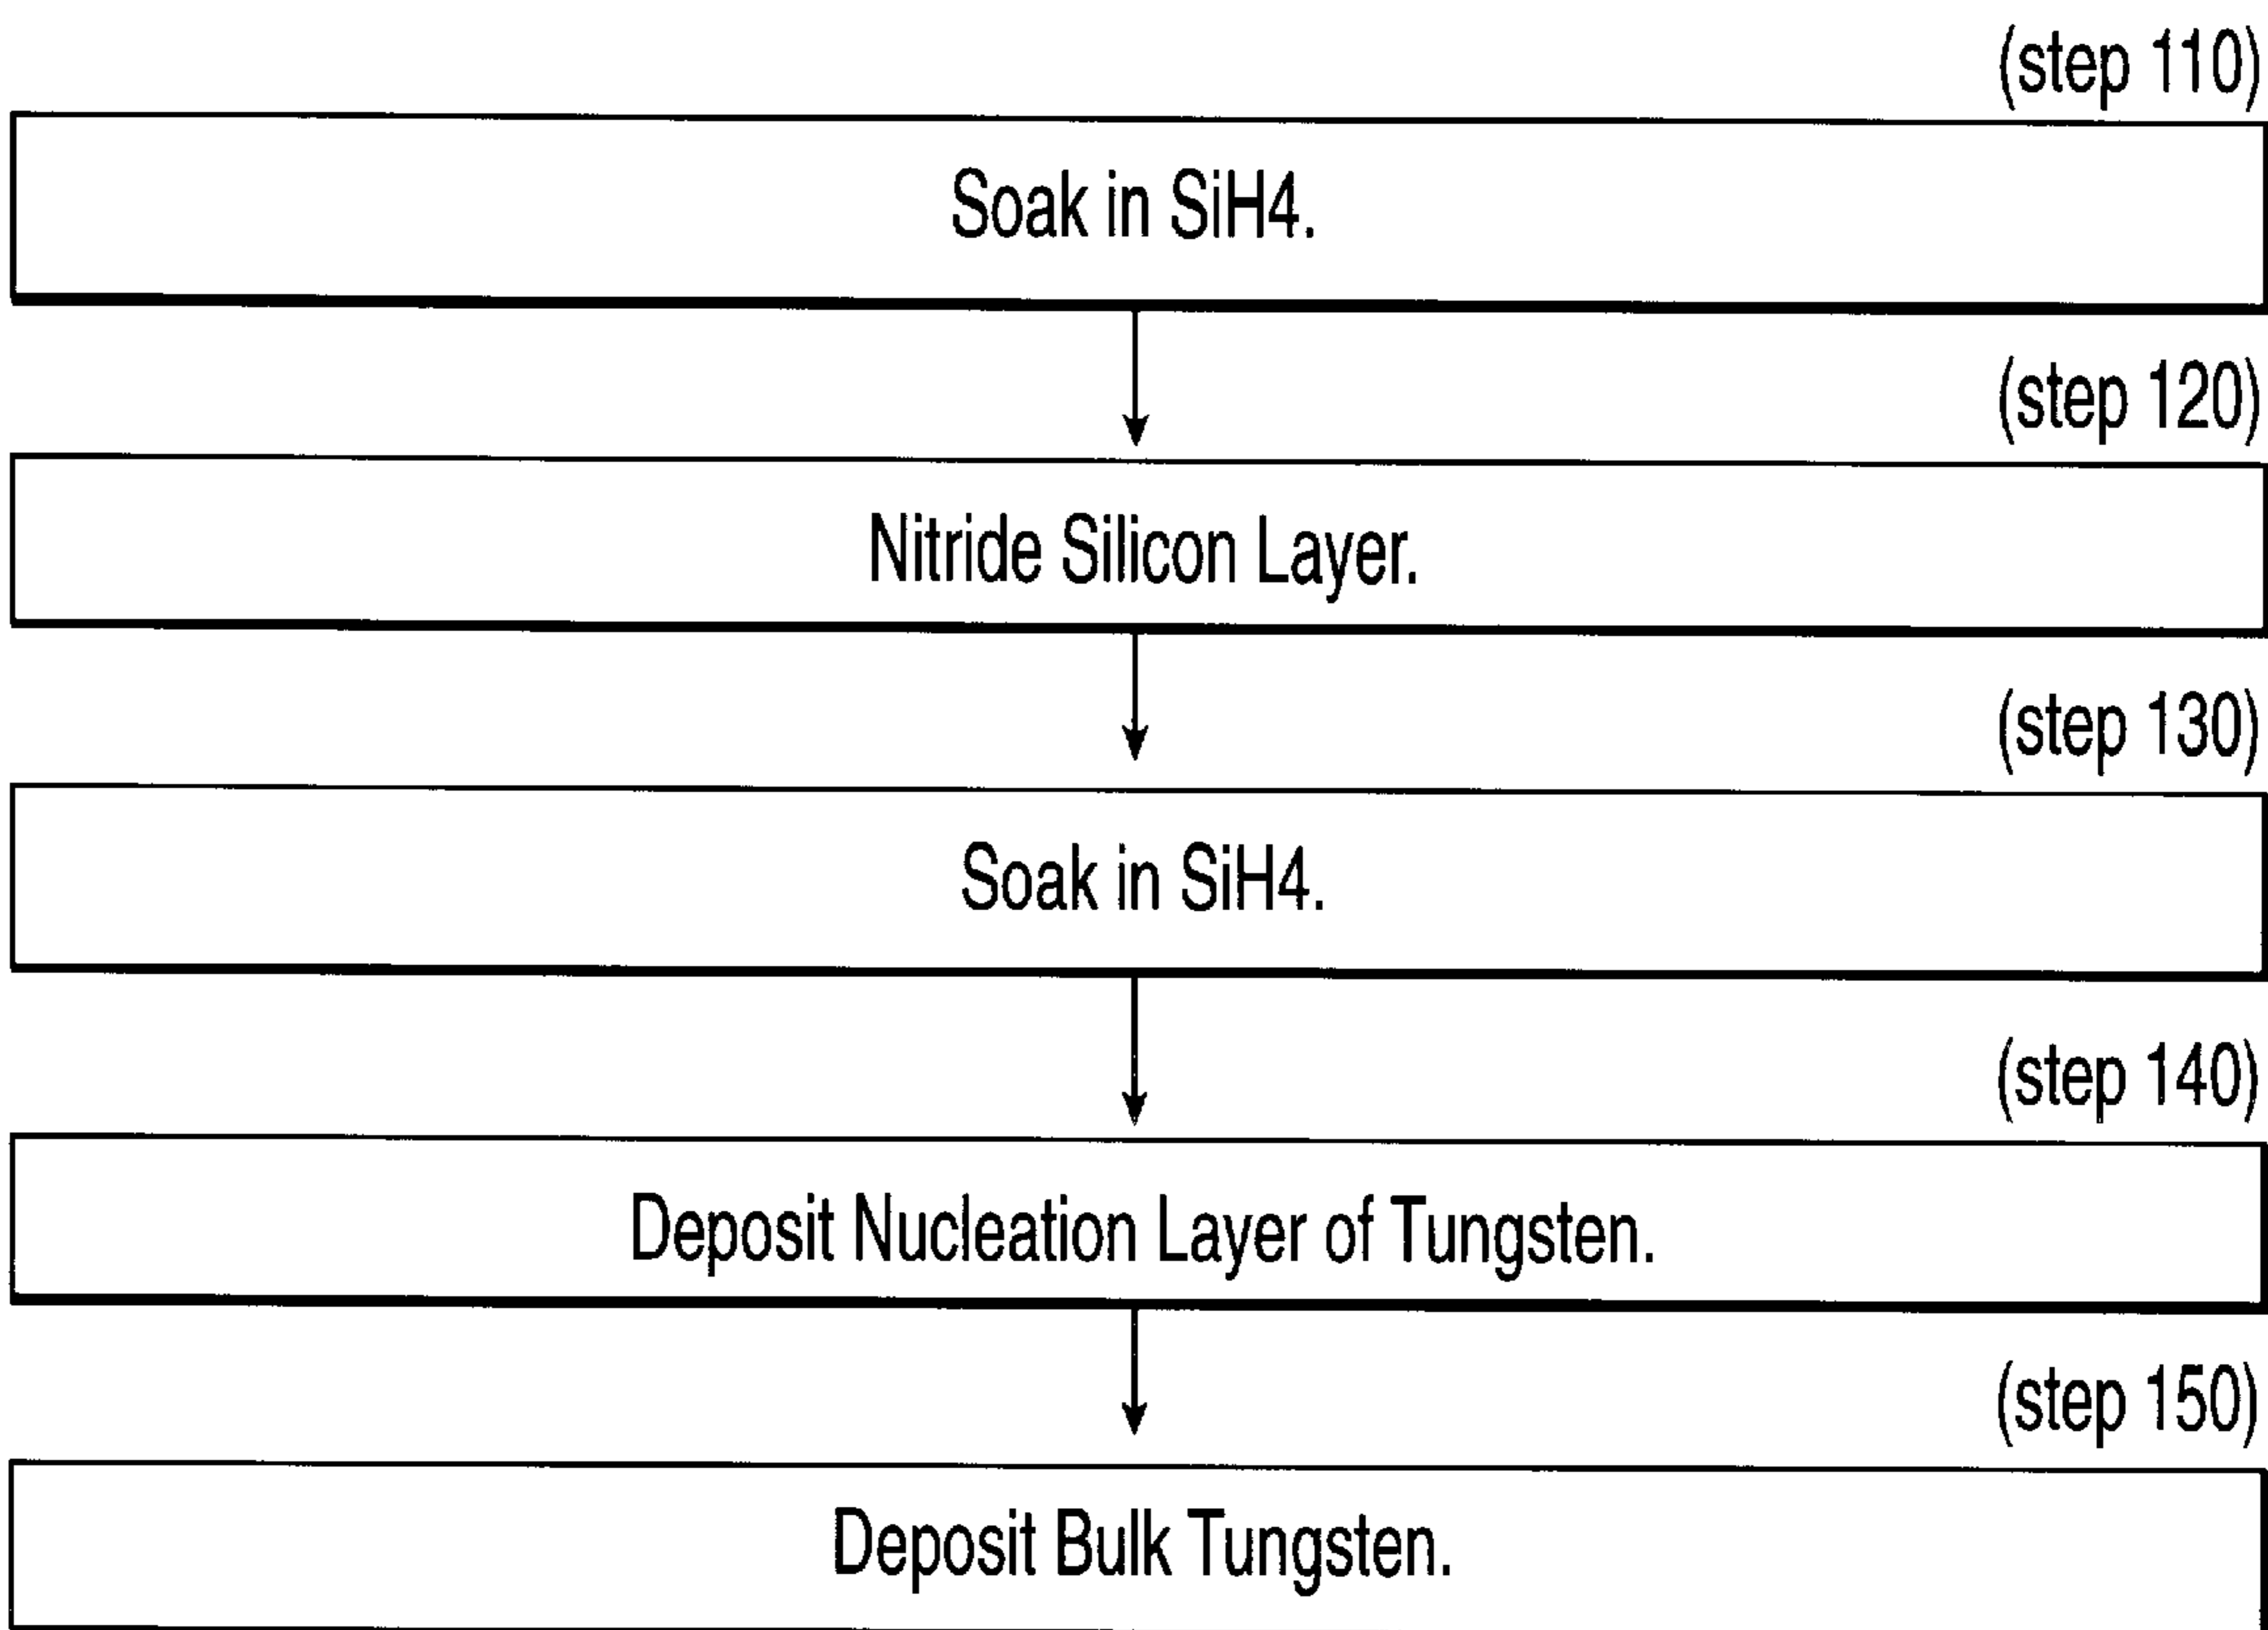 (step 110)
Soak in SiH4.
(step 120)
Nitride Silicon Layer.
(step 130)
Soak in SiH4.
(step 140)
Deposit Nucleation Layer of Tungsten.
(step 150)
Deposit Bulk Tungsten.